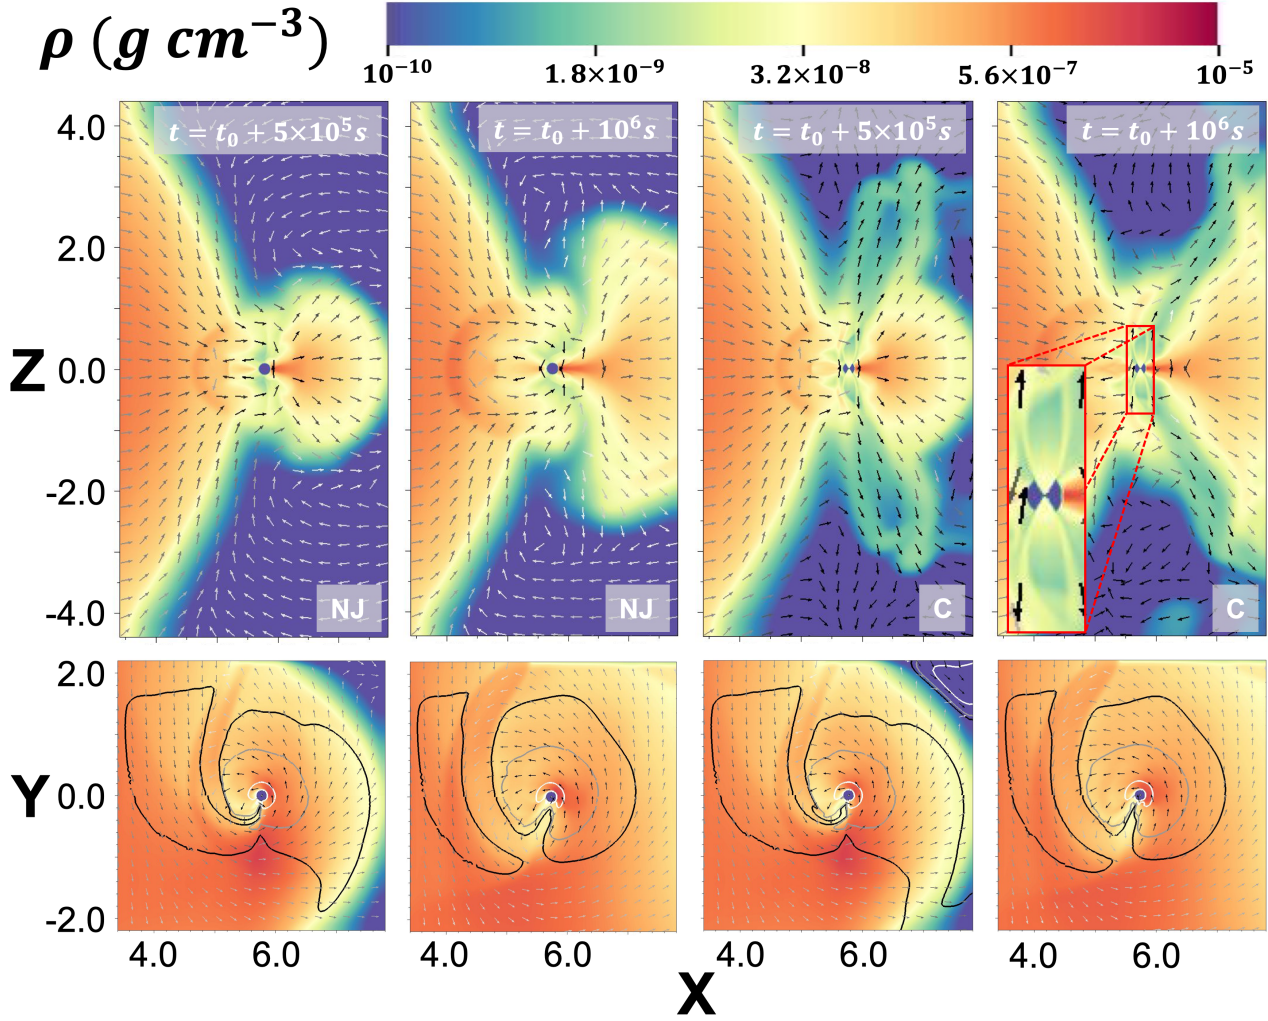 ρ (g cm⁻³)
10⁻¹⁰ 1.8×10⁻⁹ 3.2×10⁻⁸ 5.6×10⁻⁷ 10⁻⁵
t = t₀ + 5×10⁵s t = t₀ + 10⁶s t = t₀ + 5×10⁵s t = t₀ + 10⁶s
4.0
2.0
Z 0.0
-2.0
-4.0
NJ NJ C C
2.0
Y 0.0
-2.0
4.0 6.0 4.0 6.0 4.0 6.0 4.0 6.0
X